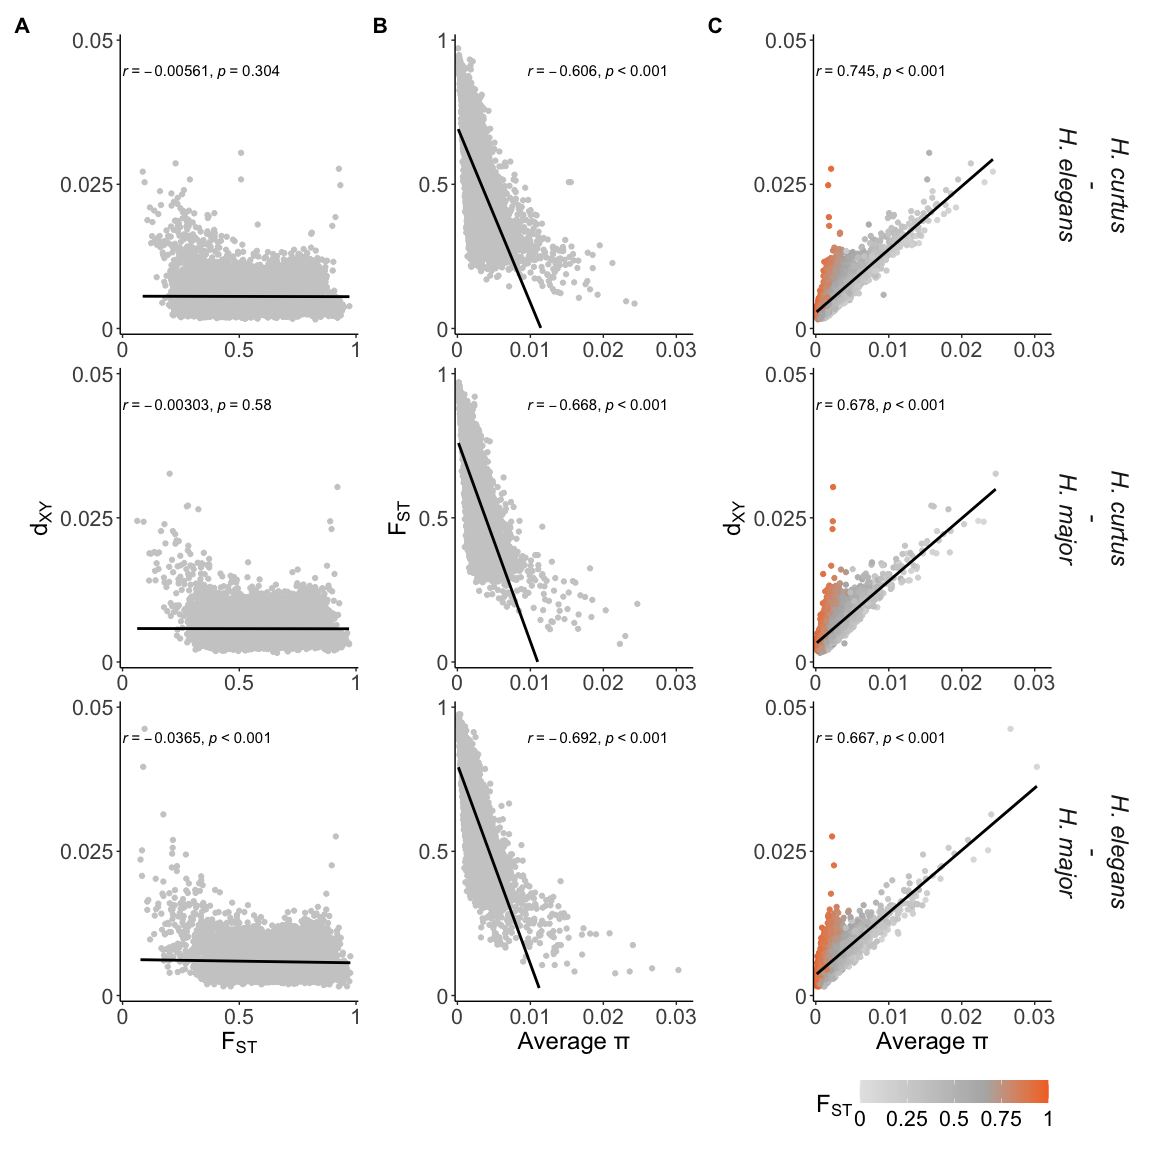 A
B
C
0.05
0.025
0
0
0.5
1
r = −0.00561, p = 0.304
1
0.5
0
0
0.01
0.02
0.03
r = −0.606, p < 0.001
0.05
0.025
0
0
0.01
0.02
0.03
r = 0.745, p < 0.001
H. curtus
-
H. elegans
dXY
0.05
0.025
0
0
0.5
1
r = −0.00303, p = 0.58
FST
1
0.5
0
0
0.01
0.02
0.03
r = −0.668, p < 0.001
dXY
0.05
0.025
0
0
0.01
0.02
0.03
r = 0.678, p < 0.001
H. curtus
-
H. major
0.05
0.025
0
0
0.5
1
r = −0.0365, p < 0.001
FST
1
0.5
0
0
0.01
0.02
0.03
r = −0.692, p < 0.001
Average π
0.05
0.025
0
0
0.01
0.02
0.03
r = 0.667, p < 0.001
Average π
H. elegans
-
H. major
FST
0 0.25 0.5 0.75 1